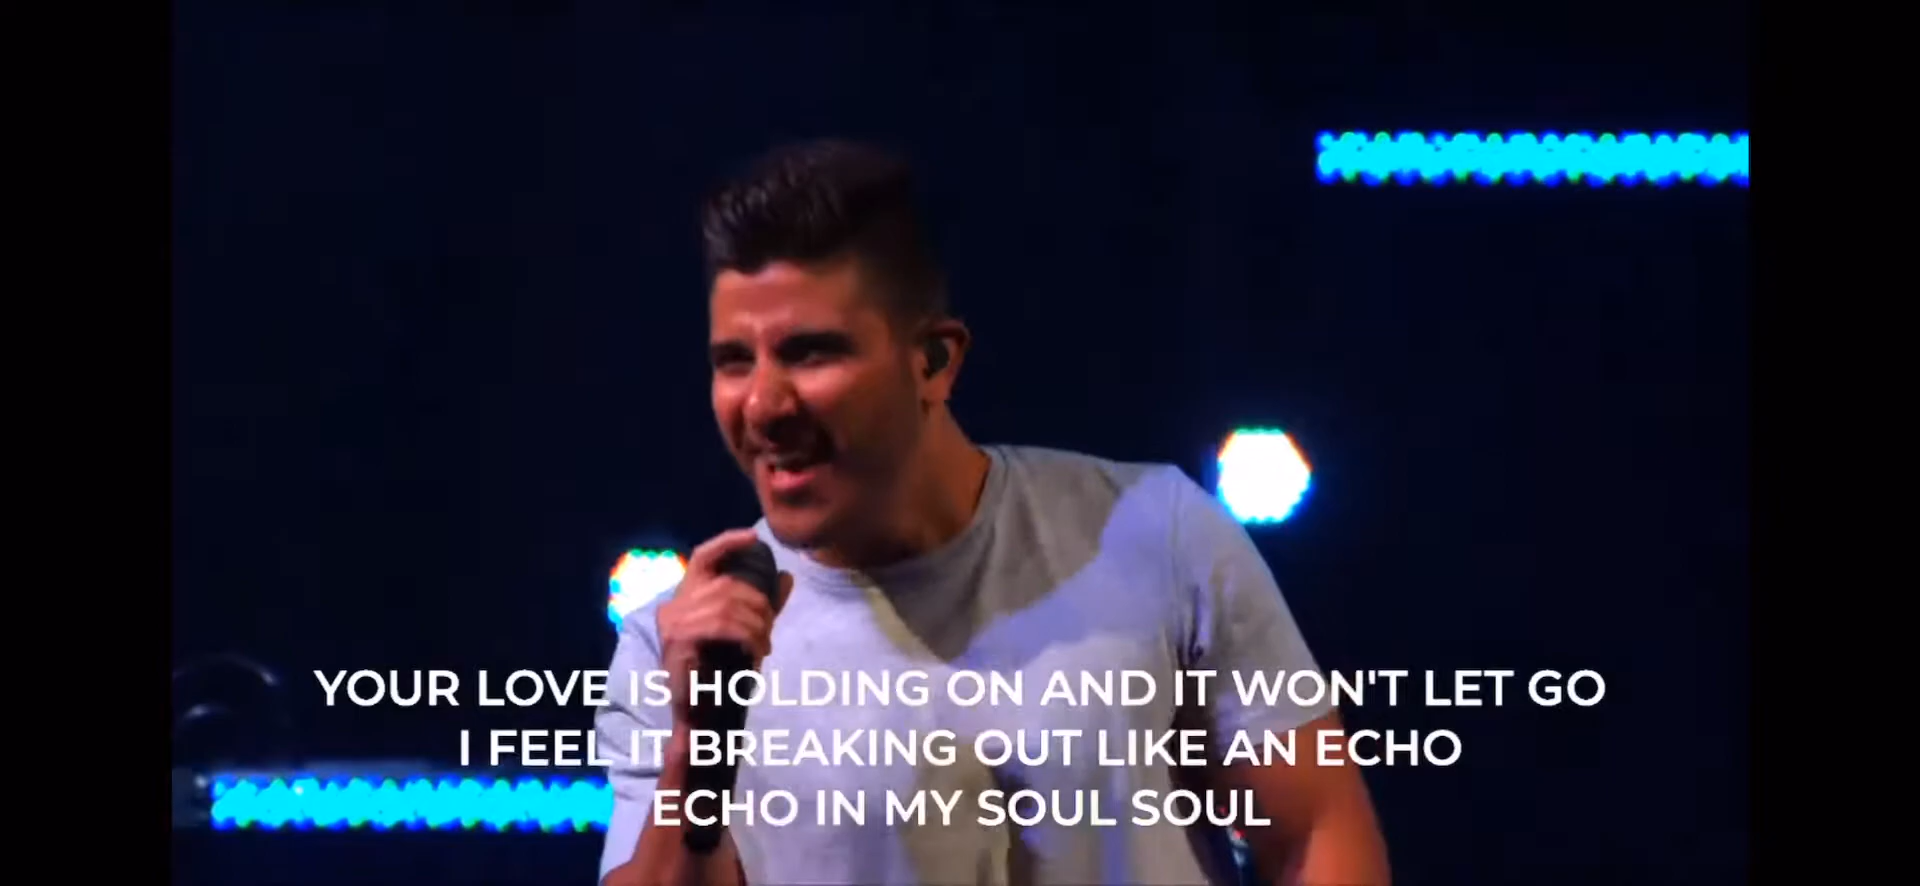 YOUR LOVE IS HOLDING ON AND IT WON'T LET GO
I FEEL IT BREAKING OUT LIKE AN ECHO
ECHO IN MY SOUL SOUL